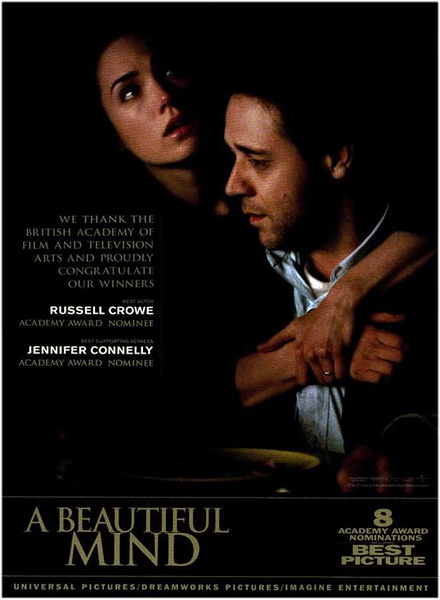 WE THANK THE
BRITISH ACADEMY OF
FILM AND TELEVISION
ARTS AND PROUDLY
CONGRATULATE
OUR WINNERS
BEST ACTOR
RUSSELL CROWE
ACADEMY AWARD NOMINEE
BEST SUPPORTING ACTRESS
JENNIFER CONNELLY
ACADEMY AWARD NOMINEE
A BEAUTIFUL
MIND
8
ACADEMY AWARD
NOMINATIONS
BEST
PICTURE
UNIVERSAL PICTURES/DREAMWORKS PICTURES/IMAGINE ENTERTAINMENT